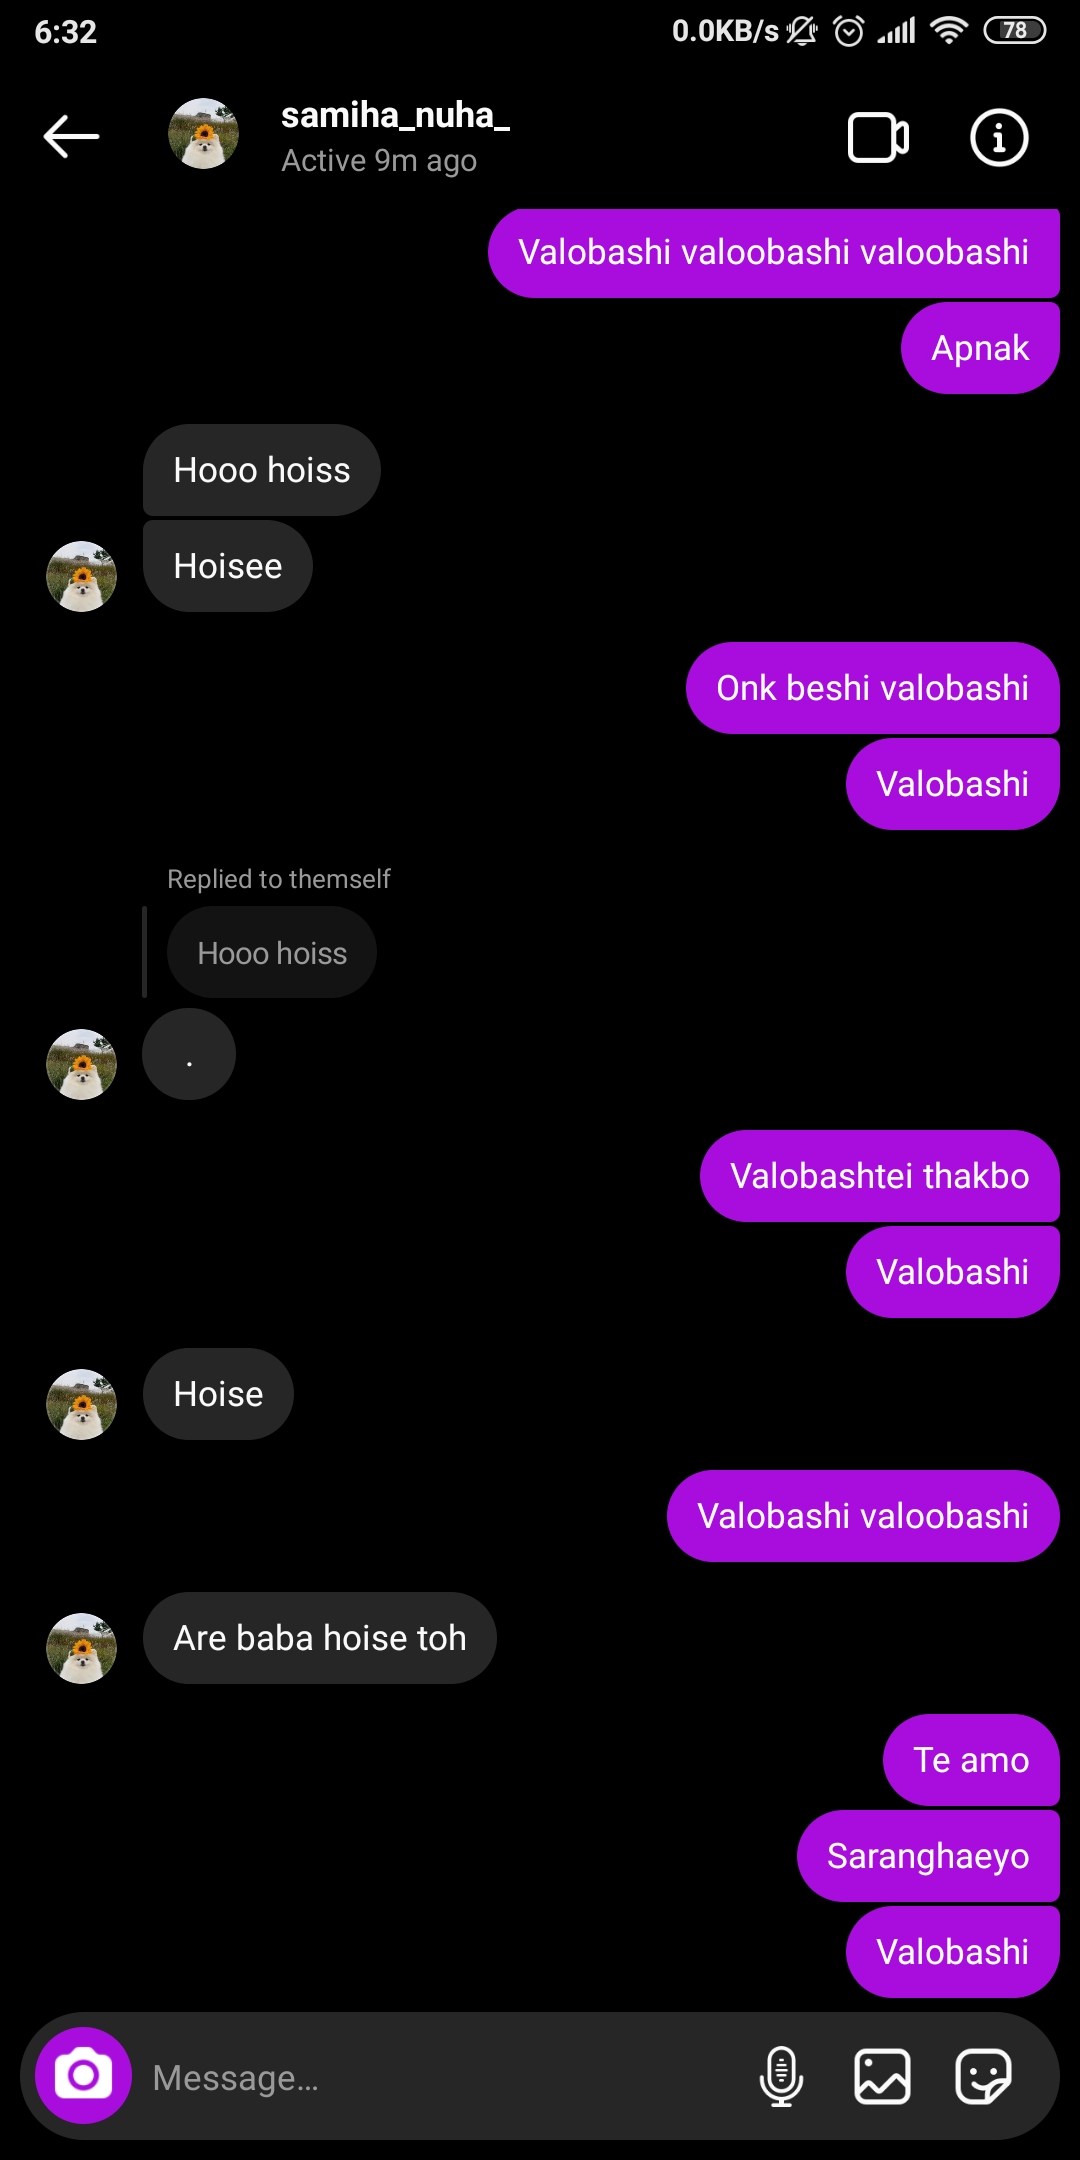 6:32
0.0KB/s
78
samiha_nuha_
Active 9m ago
Valobashi valoobashi valoobashi
Apnak
Hooo hoiss
Hoisee
Onk beshi valobashi
Valobashi
Replied to themself
Hooo hoiss
.
Valobashtei thakbo
Valobashi
Hoise
Valobashi valoobashi
Are baba hoise toh
Te amo
Saranghaeyo
Valobashi
Message...